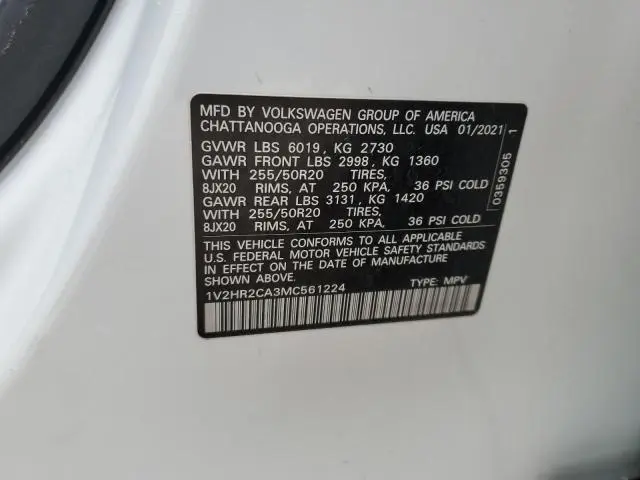 MFD BY VOLKSWAGEN GROUP OF AMERICA
CHATTANOOGA OPERATIONS, LLC. USA 01/2021
GVWR LBS 6019, KG 2730
GAWR FRONT LBS 2998, KG 1360
WITH 255/50R20 TIRES,
8JX20 RIMS, AT 250 KPA, 36 PSI COLD
GAWR REAR LBS 3131, KG 1420
WITH 255/50R20 TIRES,
8JX20 RIMS, AT 250 KPA, 36 PSI COLD
THIS VEHICLE CONFORMS TO ALL APPLICABLE
U.S. FEDERAL MOTOR VEHICLE SAFETY STANDARDS
IN EFFECT ON THE DATE OF MANUFACTURE
SHOWN ABOVE.
1V2HR2CA3MC561224 TYPE: MPV
0359305 1